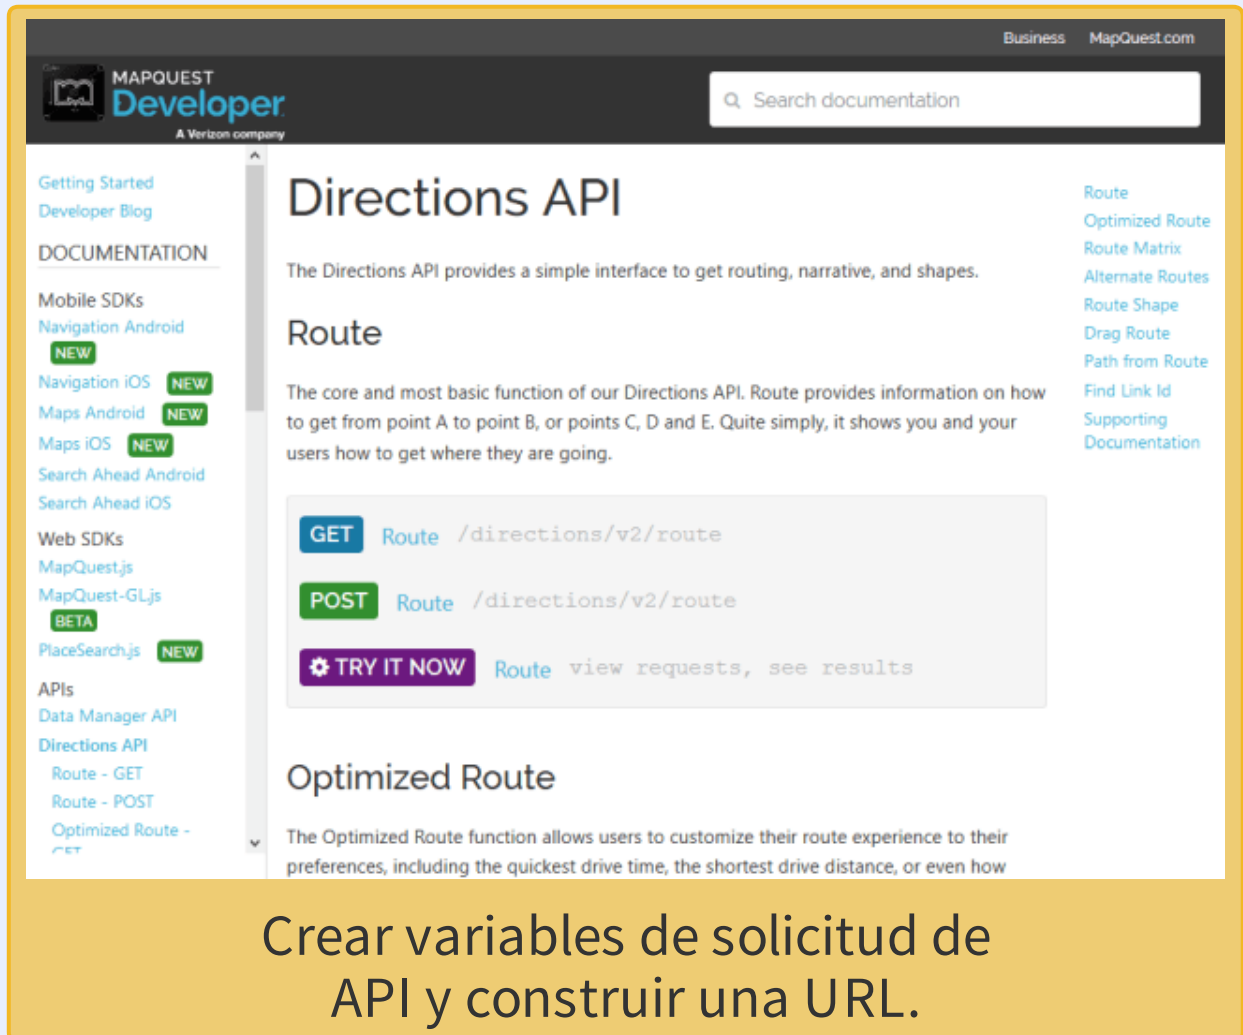 Business MapQuest.com
MAPQUEST
Developer
A Verizon company
Search documentation
Getting Started
Developer Blog
DOCUMENTATION
Mobile SDKs
Navigation Android
NEW
Navigation iOS NEW
Maps Android NEW
Maps iOS NEW
Search Ahead Android
Search Ahead iOS
Web SDKs
MapQuest.js
MapQuest-GL.js
BETA
PlaceSearch.js NEW
APIs
Data Manager API
Directions API
Route - GET
Route - POST
Optimized Route -
GET
Directions API
The Directions API provides a simple interface to get routing, narrative, and shapes.
Route
The core and most basic function of our Directions API. Route provides information on how
to get from point A to point B, or points C, D and E. Quite simply, it shows you and your
users how to get where they are going.
GET Route /directions/v2/route
POST Route /directions/v2/route
TRY IT NOW Route view requests, see results
Optimized Route
The Optimized Route function allows users to customize their route experience to their
preferences, including the quickest drive time, the shortest drive distance, or even how
Route
Optimized Route
Route Matrix
Alternate Routes
Route Shape
Drag Route
Path from Route
Find Link Id
Supporting
Documentation
Crear variables de solicitud de
API y construir una URL.